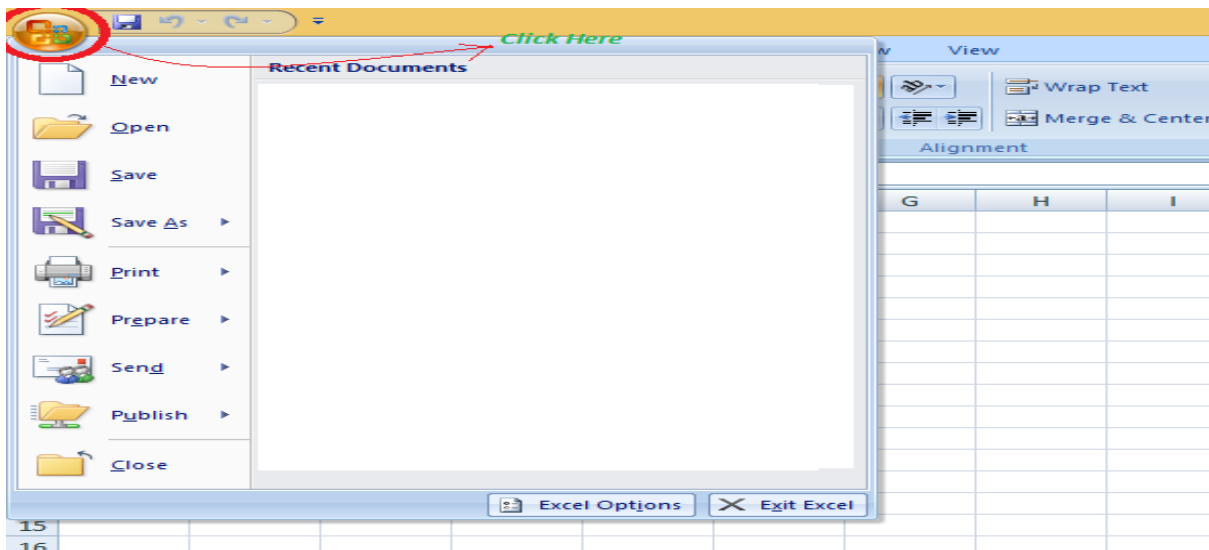 Click Here
View
New
Recent Documents
Open
Save
Save As
Print
Prepare
Send
Publish
Close
Excel Options Exit Excel
Wrap Text
Merge & Center
Alignment
G H I
15
16